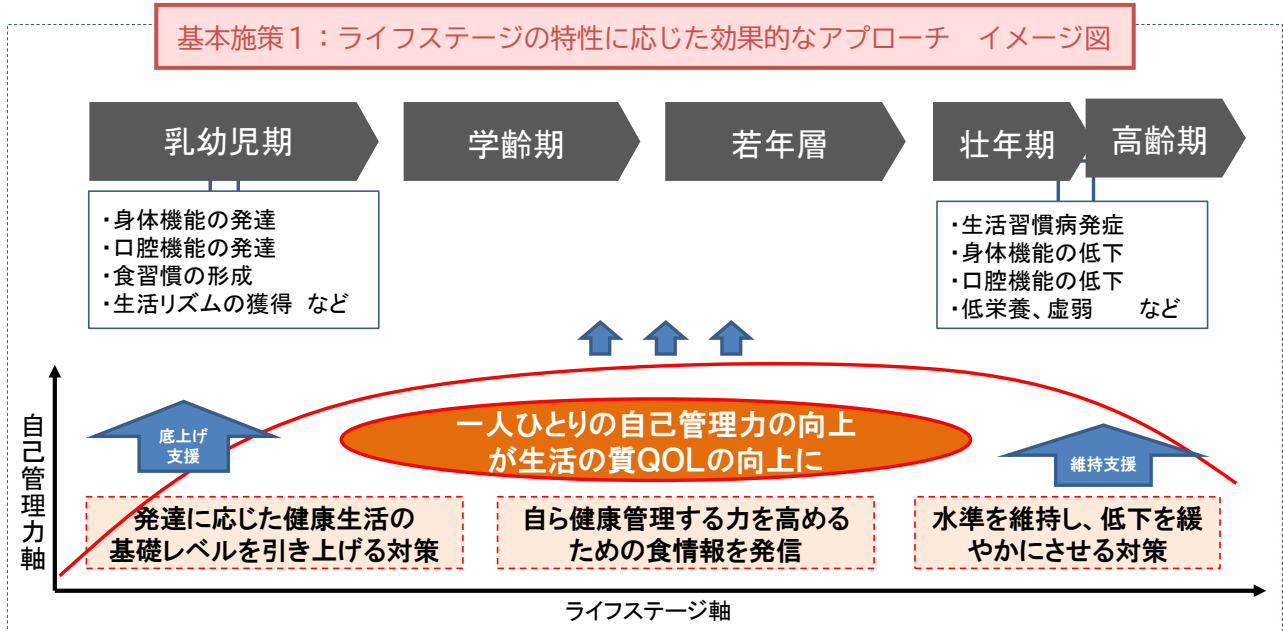 基本施策1：ライフステージの特性に応じた効果的なアプローチ　イメージ図
乳幼児期
学齢期
若年層
壮年期
高齢期
・身体機能の発達
・口腔機能の発達
・食習慣の形成
・生活リズムの獲得 など
・生活習慣病発症
・身体機能の低下
・口腔機能の低下
・低栄養、虚弱　　など
自己管理力軸
底上げ
支援
一人ひとりの自己管理力の向上
が生活の質QOLの向上に
維持支援
発達に応じた健康生活の
基礎レベルを引き上げる対策
自ら健康管理する力を高める
ための食情報を発信
水準を維持し、低下を緩
やかにさせる対策
ライフステージ軸